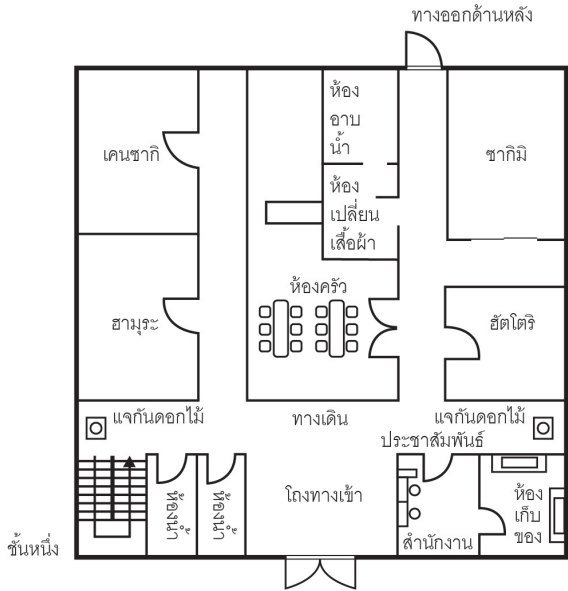 ทางออกด้านหลัง
เคนซากิ
ห้อง
อาบ
น้ำ
ซากิมิ
ห้อง
เปลี่ยน
เสื้อผ้า
ห้องครัว
ฮามุระ
ฮัตโตริ
แจกันดอกไม้
ทางเดิน
แจกันดอกไม้
ประชาสัมพันธ์
ห้องน้ำ
ห้องน้ำ
โถงทางเข้า
ห้อง
เก็บ
ของ
สำนักงาน
ชั้นหนึ่ง